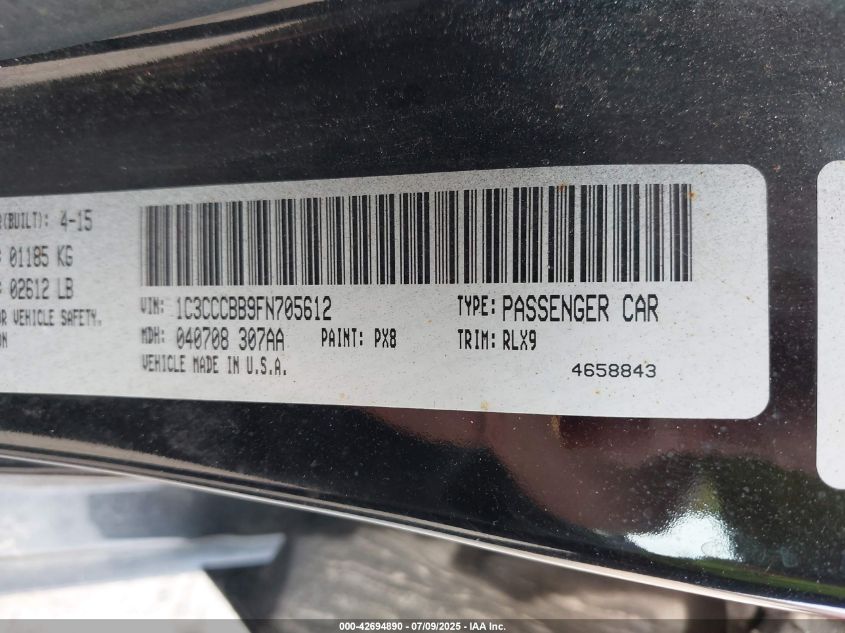 (BUILT): 4-15
01185 KG
02612 LB
VEHICLE SAFETY.
VIN: 1C3CCCBB9FN705612 TYPE: PASSENGER CAR
MDH: 040708 307AA PAINT: PX8 TRIM: RLX9
VEHICLE MADE IN U.S.A. 4658843
000-42694890 - 07/09/2025 - IAA Inc.